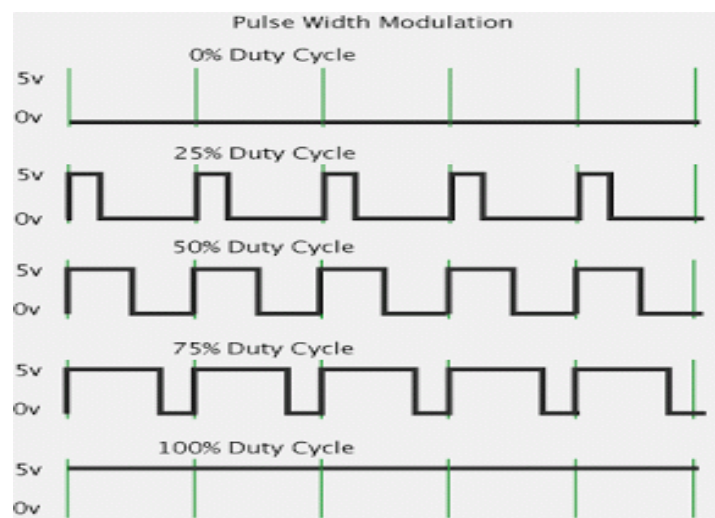 Pulse Width Modulation
0% Duty Cycle
5v
0v
25% Duty Cycle
5v
0v
50% Duty Cycle
5v
0v
75% Duty Cycle
5v
0v
100% Duty Cycle
5v
0v